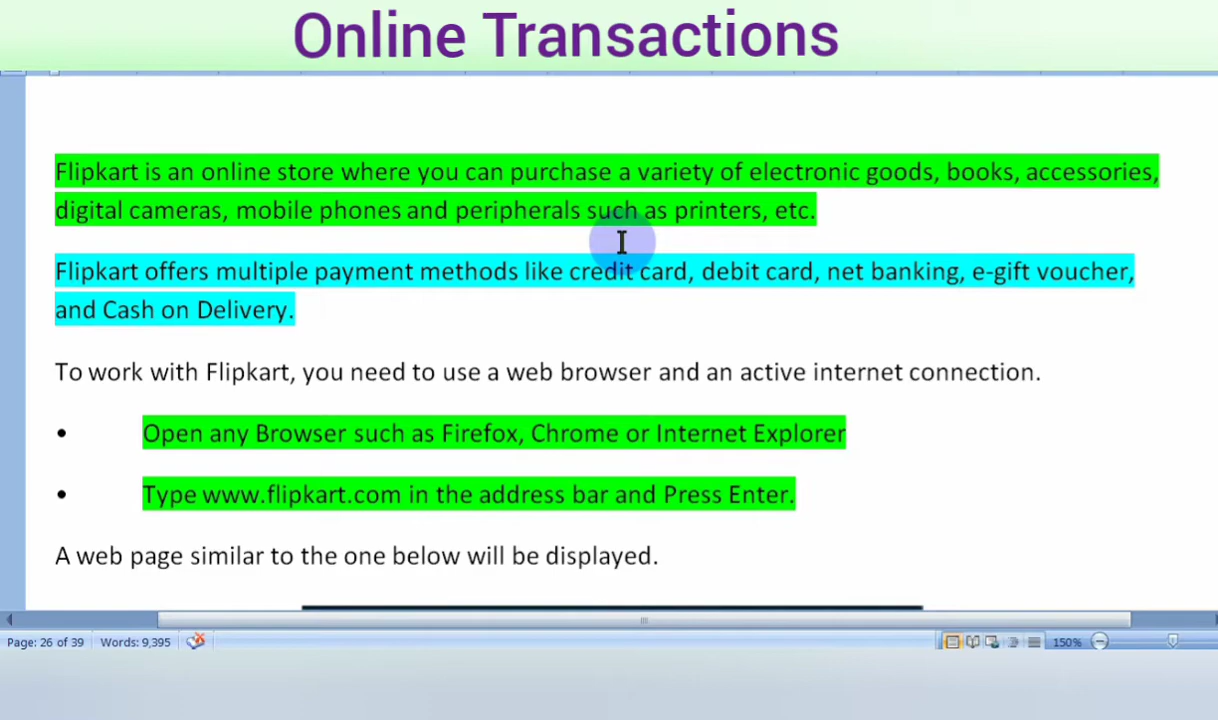 Online Transactions
Flipkart is an online store where you can purchase a variety of electronic goods, books, accessories,
digital cameras, mobile phones and peripherals such as printers, etc.
Flipkart offers multiple payment methods like credit card, debit card, net banking, e-gift voucher,
and Cash on Delivery.
To work with Flipkart, you need to use a web browser and an active internet connection.
• Open any Browser such as Firefox, Chrome or Internet Explorer
• Type www.flipkart.com in the address bar and Press Enter.
A web page similar to the one below will be displayed.
Page: 26 of 39 Words: 9,395 150%